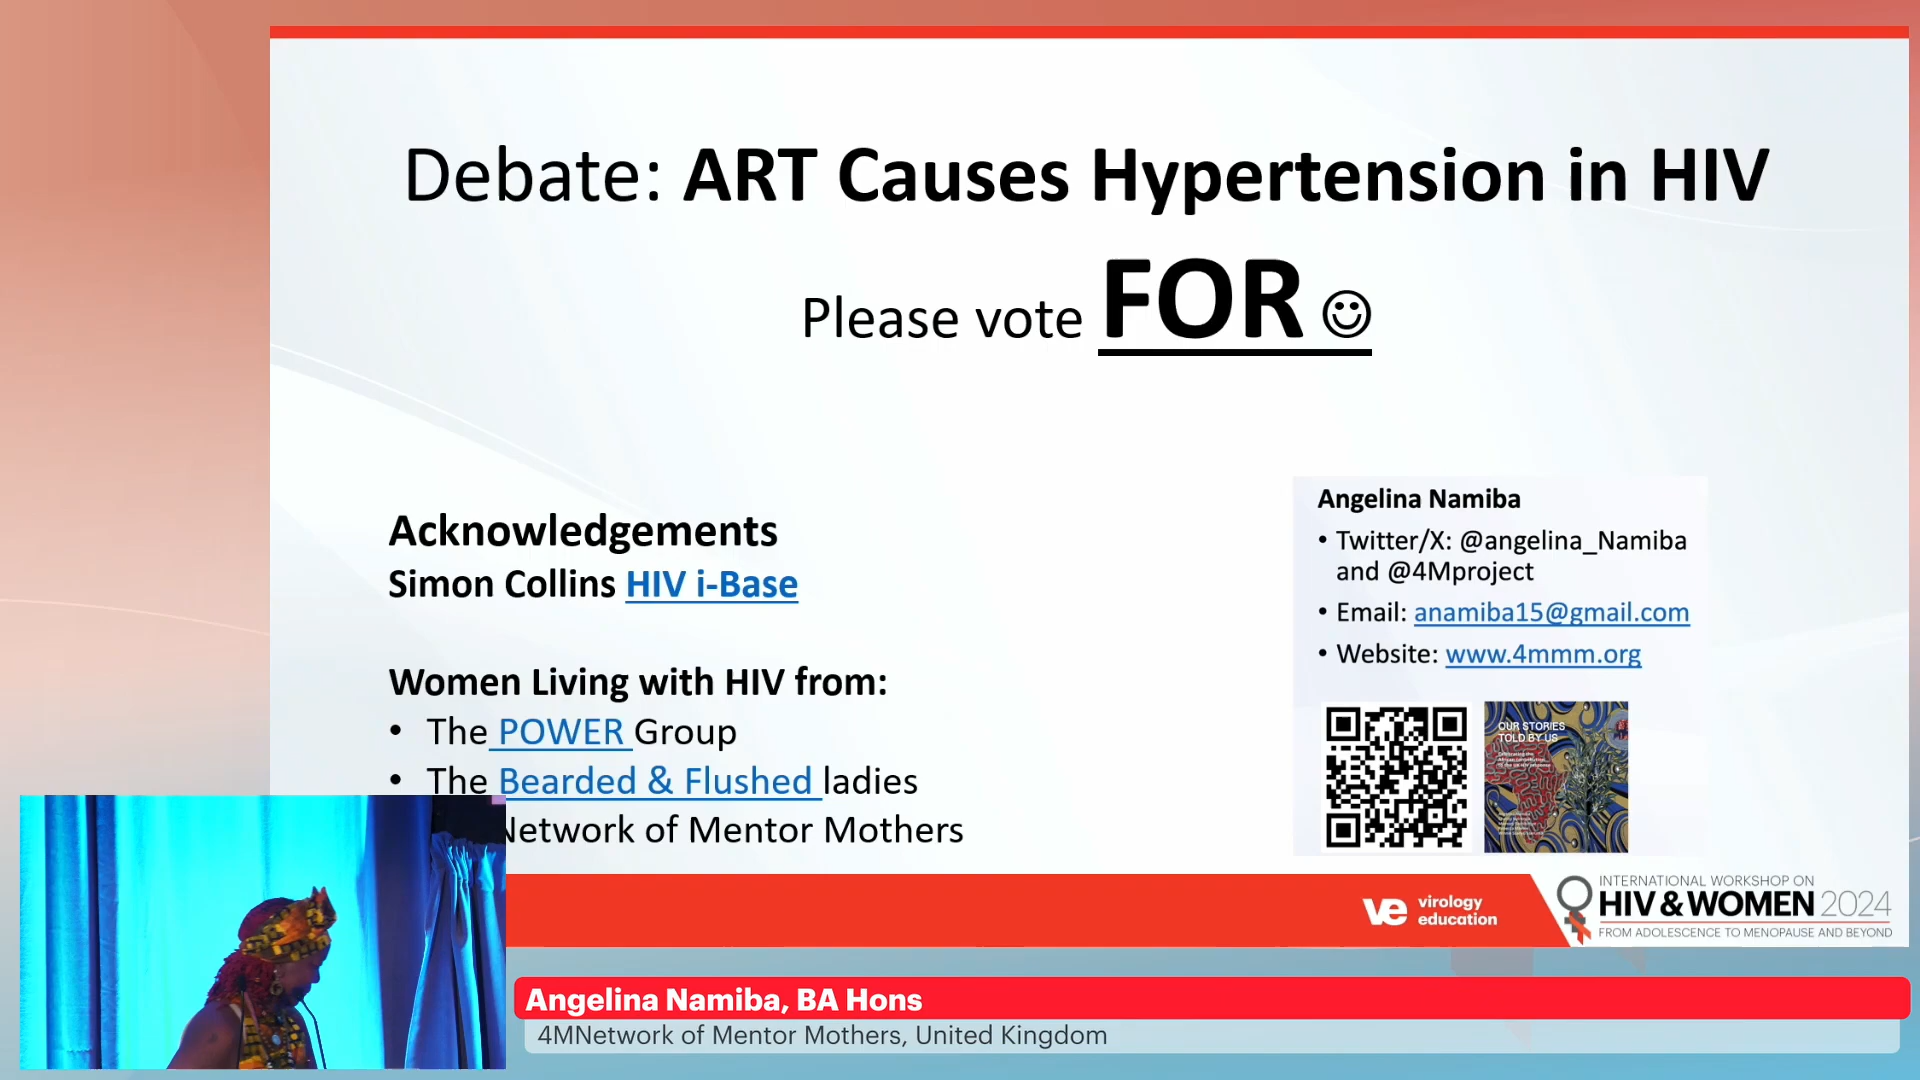 Debate: ART Causes Hypertension in HIV
Please vote FOR ☺
Acknowledgements
Simon Collins HIV i-Base
Women Living with HIV from:
• The POWER Group
• The Bearded & Flushed ladies
Network of Mentor Mothers
Angelina Namiba
• Twitter/X: @angelina_Namiba
and @4Mproject
• Email: anamiba15@gmail.com
• Website: www.4mmm.org
OUR STORIES
TOLD BY US
ve virology
education
INTERNATIONAL WORKSHOP ON
HIV & WOMEN 2024
FROM ADOLESCENCE TO MENOPAUSE AND BEYOND
Angelina Namiba, BA Hons
4MNetwork of Mentor Mothers, United Kingdom